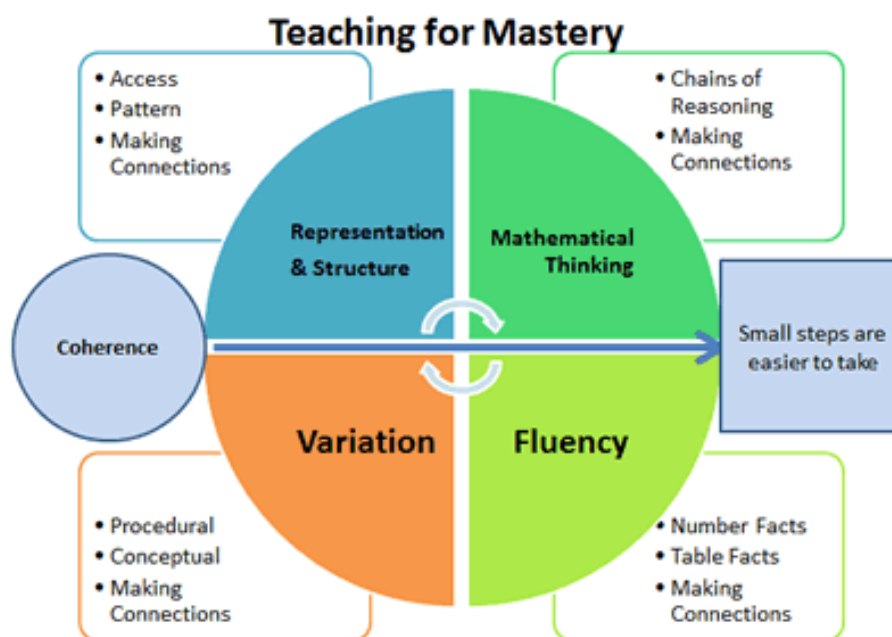 Teaching for Mastery
• Access
• Pattern
• Making
Connections
• Chains of
Reasoning
• Making
Connections
Representation
& Structure
Mathematical
Thinking
Coherence
Small steps are
easier to take
Variation
Fluency
• Procedural
• Conceptual
• Making
Connections
• Number Facts
• Table Facts
• Making
Connections